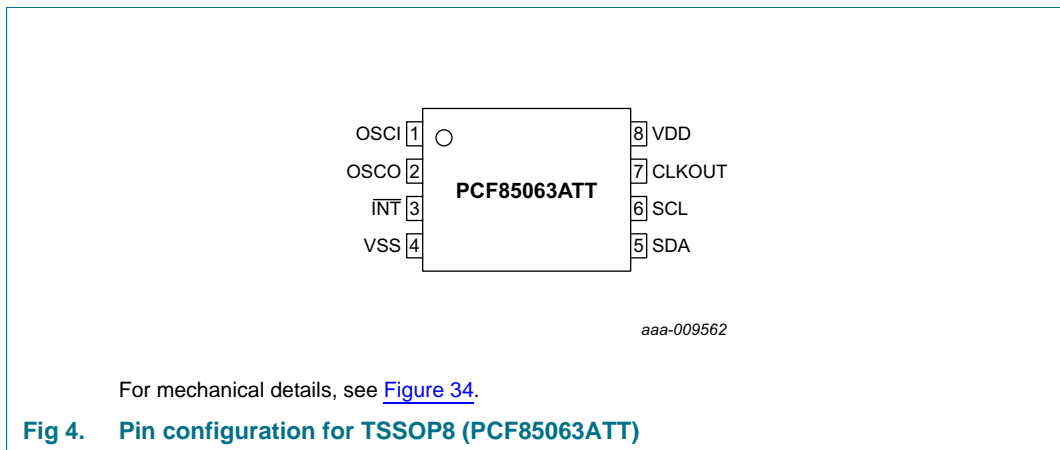 OSCI 1 8 VDD
OSCO 2 PCF85063ATT 7 CLKOUT
INT 3 6 SCL
VSS 4 5 SDA
aaa-009562
For mechanical details, see Figure 34.
Fig 4. Pin configuration for TSSOP8 (PCF85063ATT)